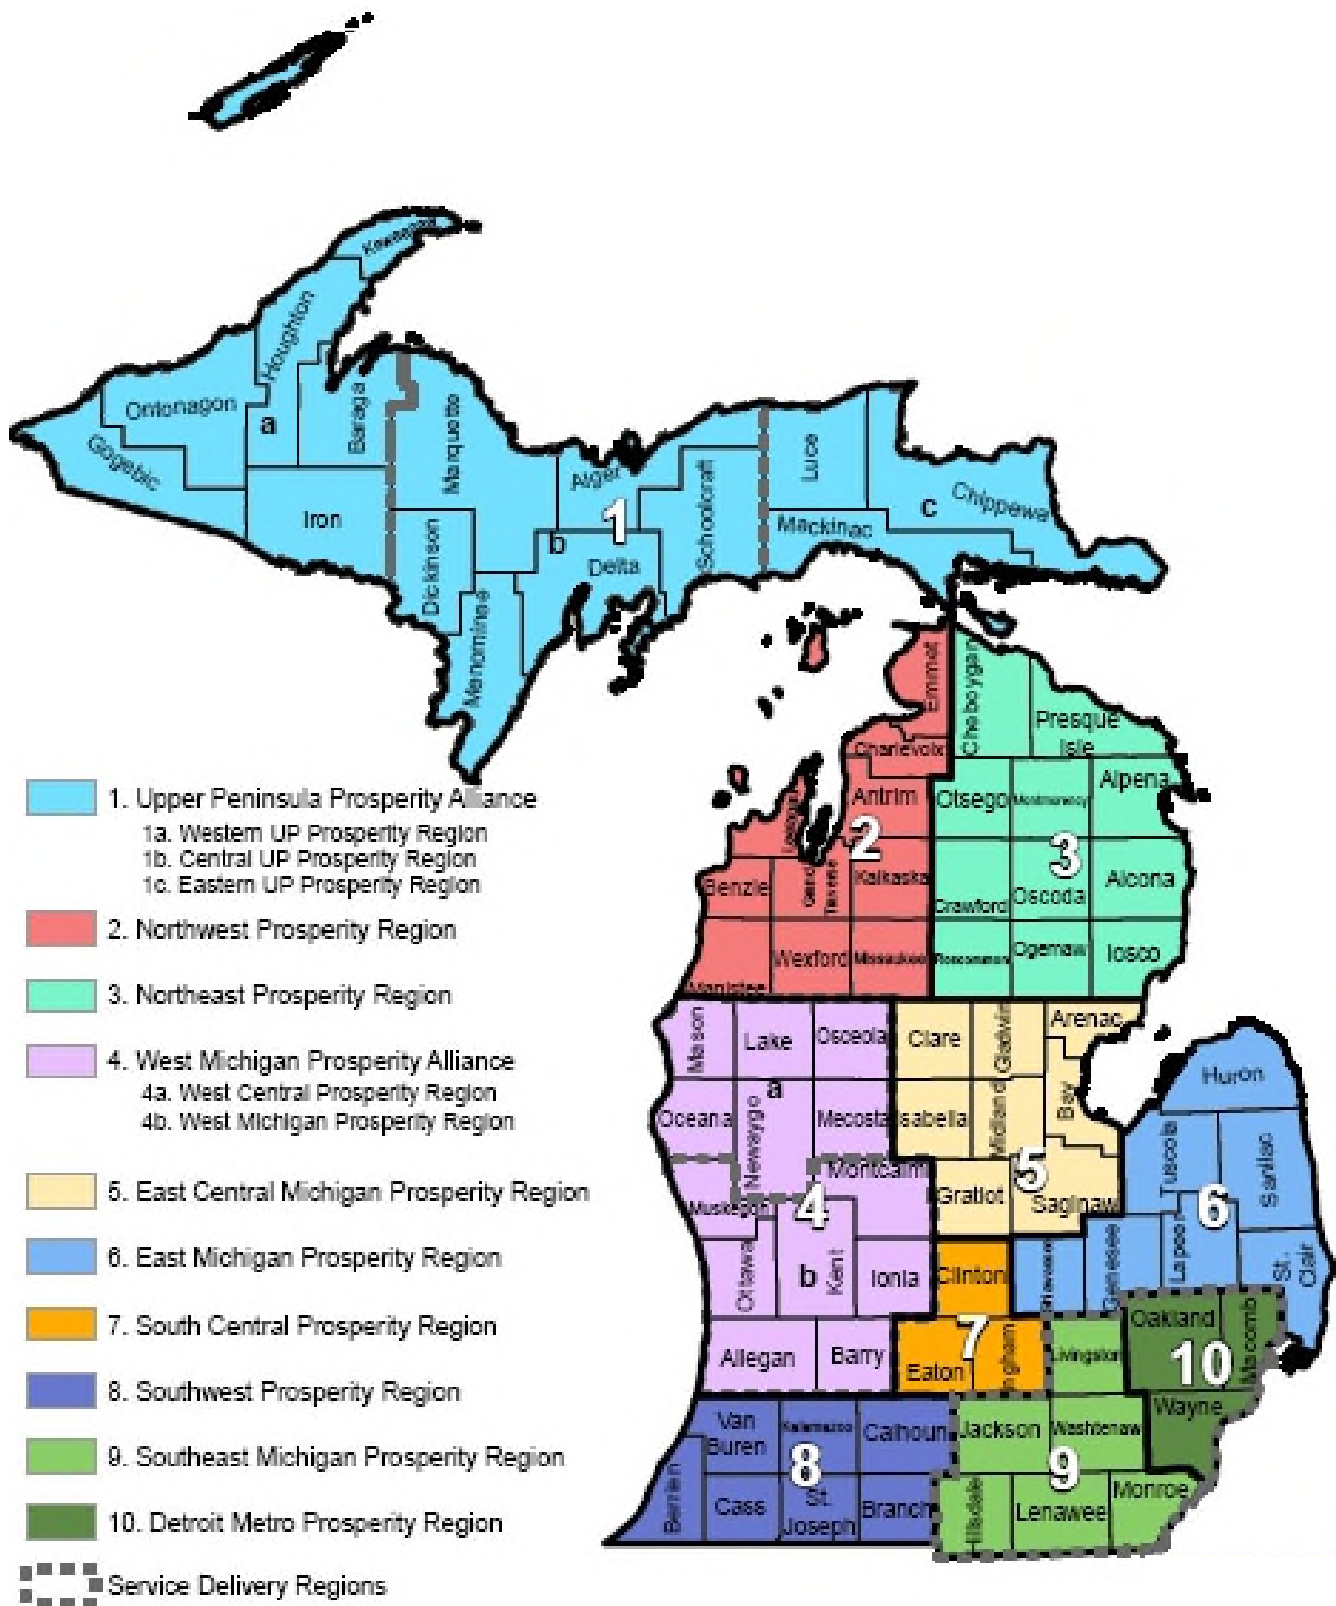 Keweenaw
Houghton
Ontonagon
a
Baraga
Gogebic
Marquette
Iron
Alger
1
Luce
c
Chippewa
Schoolcraft
Mackinac
b
Delta
Dickinson
Menominee
Emmet
Cheboygan
Presque
Isle
Charlevoix
Antrim
Otsego
Montmorency
Alpena
2
3
Benzie
Grand
Traverse
Kalkaska
Crawford
Oscoda
Alcona
Manistee
Wexford
Missaukee
Roscommon
Ogemaw
Iosco
Mason
Lake
Osceola
Clare
Gladwin
Arenac
a
Oceana
Newaygo
Mecosta
Isabella
Midland
Bay
Huron
Montcalm
Gratiot
5
Saginaw
Tuscola
Sanilac
6
Muskegon
4
Ottawa
b
Kent
Ionia
Clinton
Genesee
Lapeer
St.
Clair
Allegan
Barry
7
Eaton
Livingston
Oakland
Macomb
10
Wayne
Van
Buren
Kalamazoo
Calhoun
Jackson
Washtenaw
8
9
Berrien
Cass
St.
Joseph
Branch
Hillsdale
Lenawee
Monroe
1. Upper Peninsula Prosperity Alliance
1a. Western UP Prosperity Region
1b. Central UP Prosperity Region
1c. Eastern UP Prosperity Region
2. Northwest Prosperity Region
3. Northeast Prosperity Region
4. West Michigan Prosperity Alliance
4a. West Central Prosperity Region
4b. West Michigan Prosperity Region
5. East Central Michigan Prosperity Region
6. East Michigan Prosperity Region
7. South Central Prosperity Region
8. Southwest Prosperity Region
9. Southeast Michigan Prosperity Region
10. Detroit Metro Prosperity Region
Service Delivery Regions